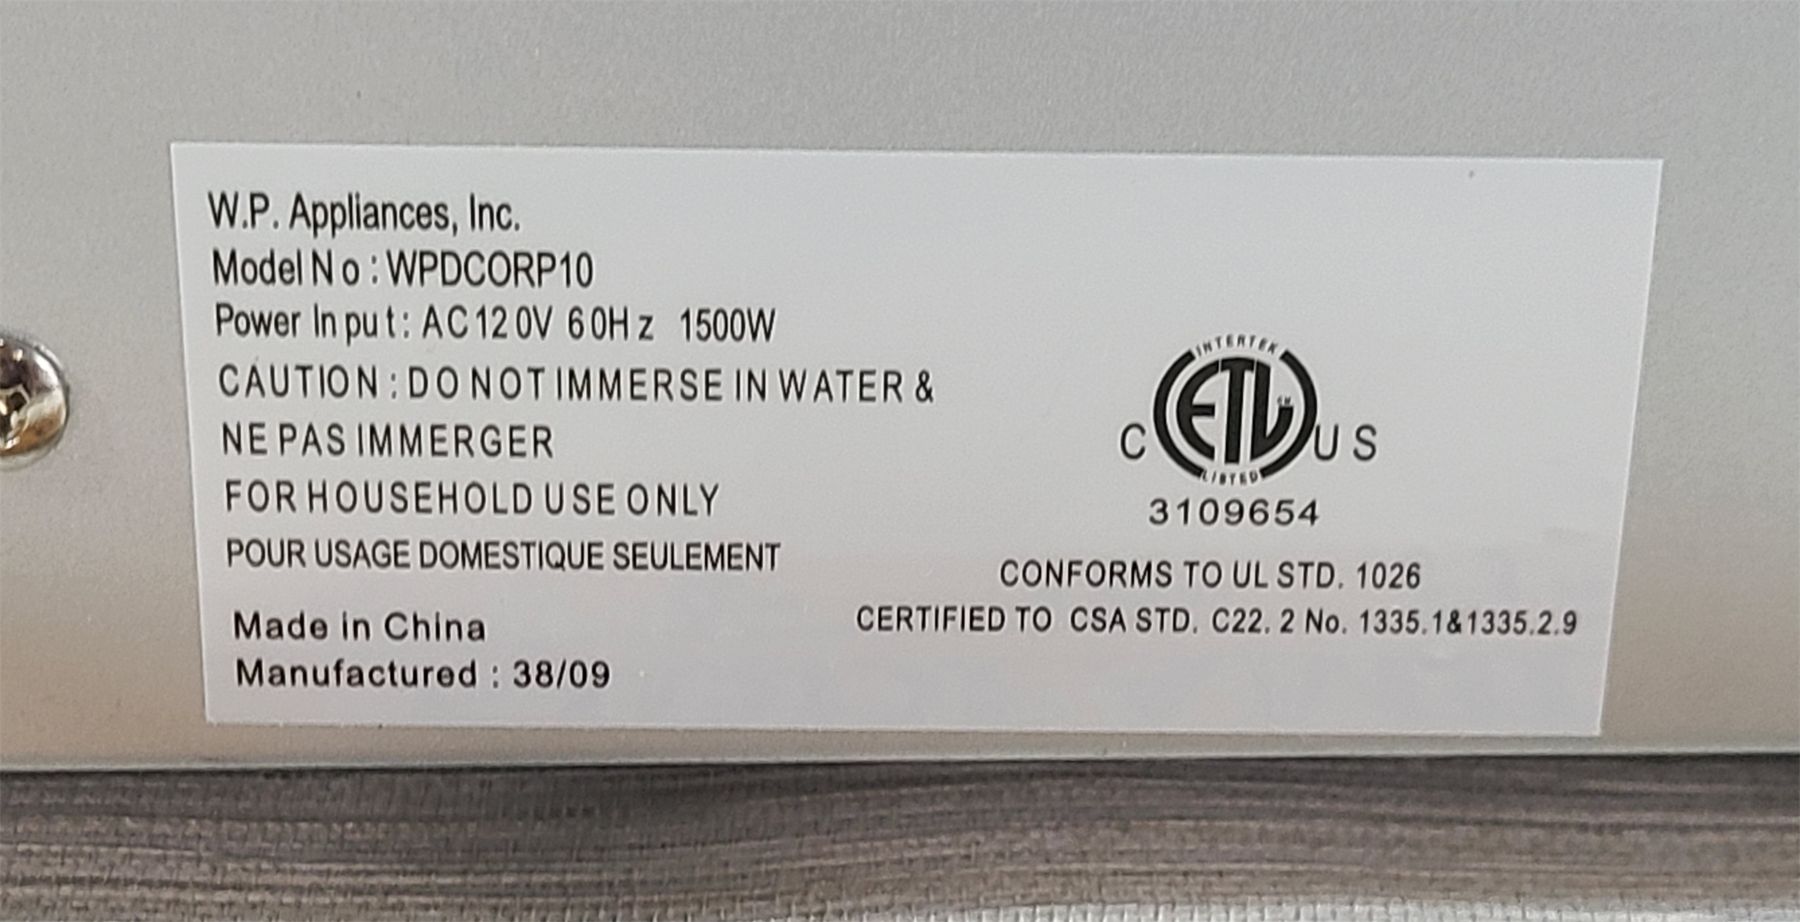 W.P. Appliances, Inc.
Model No : WPDCORP10
Power Input: AC120V 60Hz 1500W
CAUTION : DO NOT IMMERSE IN WATER &
NE PAS IMMERGER
FOR HOUSEHOLD USE ONLY
POUR USAGE DOMESTIQUE SEULEMENT
Made in China
Manufactured : 38/09
INTERTEK
C ETL US
SM
LISTED
3109654
CONFORMS TO UL STD. 1026
CERTIFIED TO CSA STD. C22. 2 No. 1335.1&1335.2.9